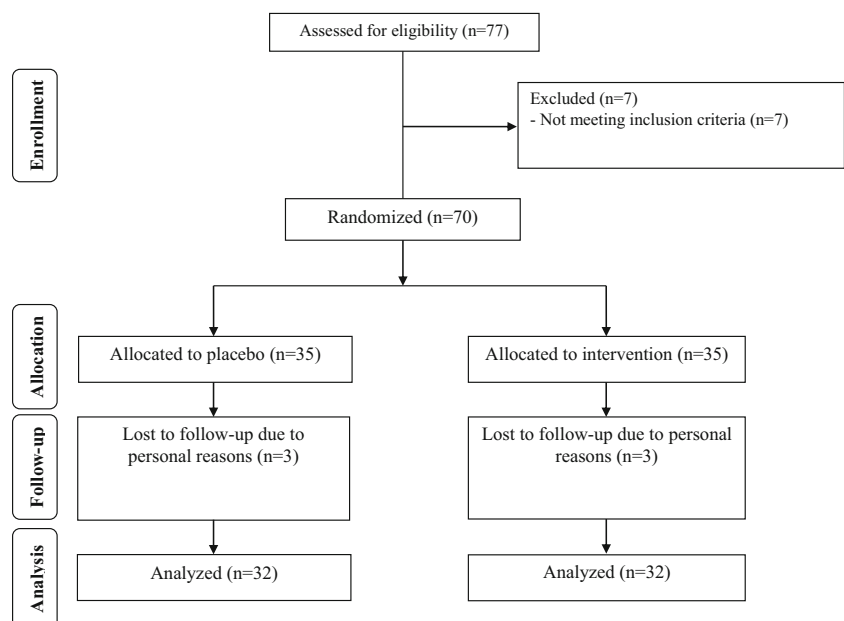 Assessed for eligibility (n=77)
Enrollment
Excluded (n=7)
- Not meeting inclusion criteria (n=7)
Randomized (n=70)
Allocation
Allocated to placebo (n=35)
Allocated to intervention (n=35)
Follow-up
Lost to follow-up due to
personal reasons (n=3)
Lost to follow-up due to personal
reasons (n=3)
Analysis
Analyzed (n=32)
Analyzed (n=32)